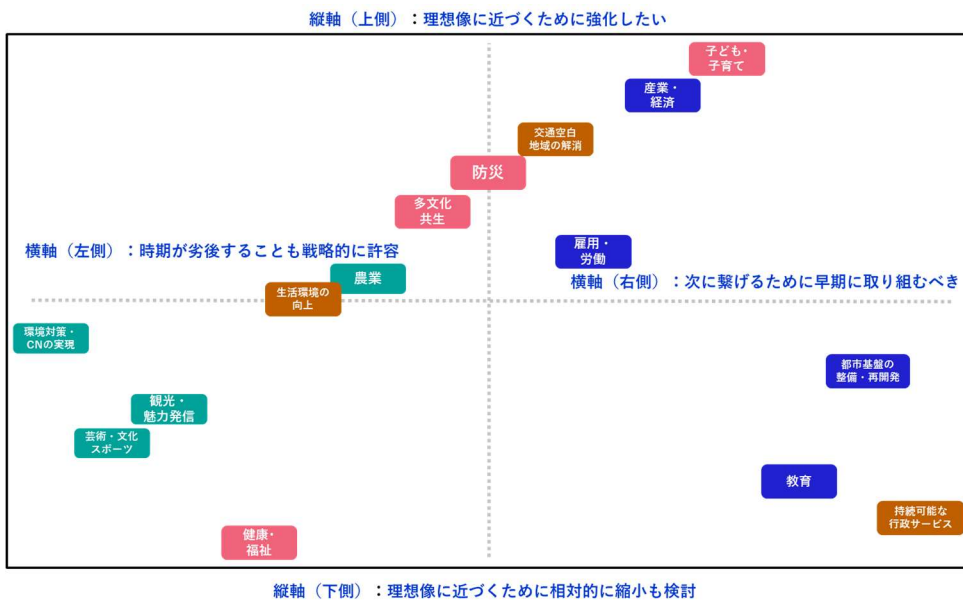 縦軸（上側）：理想像に近づくために強化したい
子ども・
子育て
産業・
経済
交通空白
地域の解消
防災
多文化
共生
横軸（左側）：時期が劣後することも戦略的に許容
雇用・
労働
農業
横軸（右側）：次に繋げるために早期に取り組むべき
生活環境の
向上
環境対策・
CNの実現
都市基盤の
整備・再開発
観光・
魅力発信
芸術・文化
スポーツ
教育
持続可能な
行政サービス
健康・
福祉
縦軸（下側）：理想像に近づくために相対的に縮小も検討